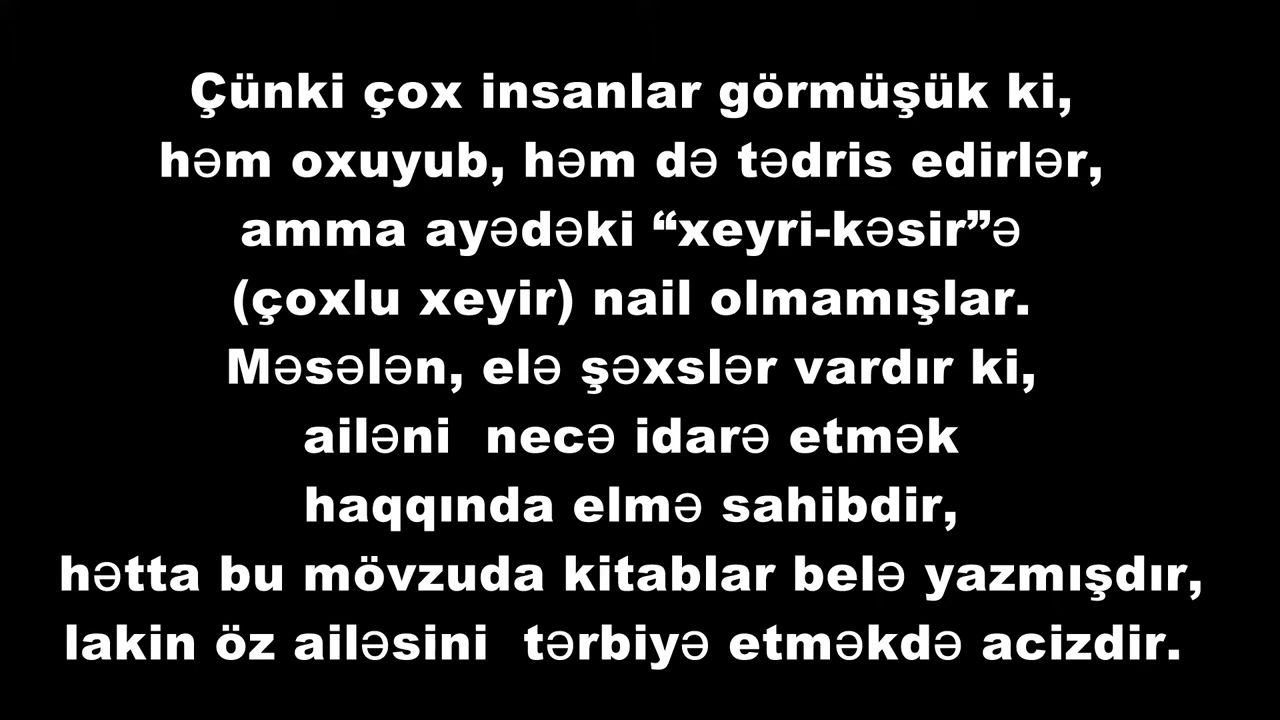 Çünki çox insanlar görmüşük ki,
həm oxuyub, həm də tədris edirlər,
amma ayədəki “xeyri-kəsir”ə
(çoxlu xeyir) nail olmamışlar.
Məsələn, elə şəxslər vardır ki,
ailəni  necə idarə etmək
haqqında elmə sahibdir,
hətta bu mövzuda kitablar belə yazmışdır,
lakin öz ailəsini  tərbiyə etməkdə acizdir.